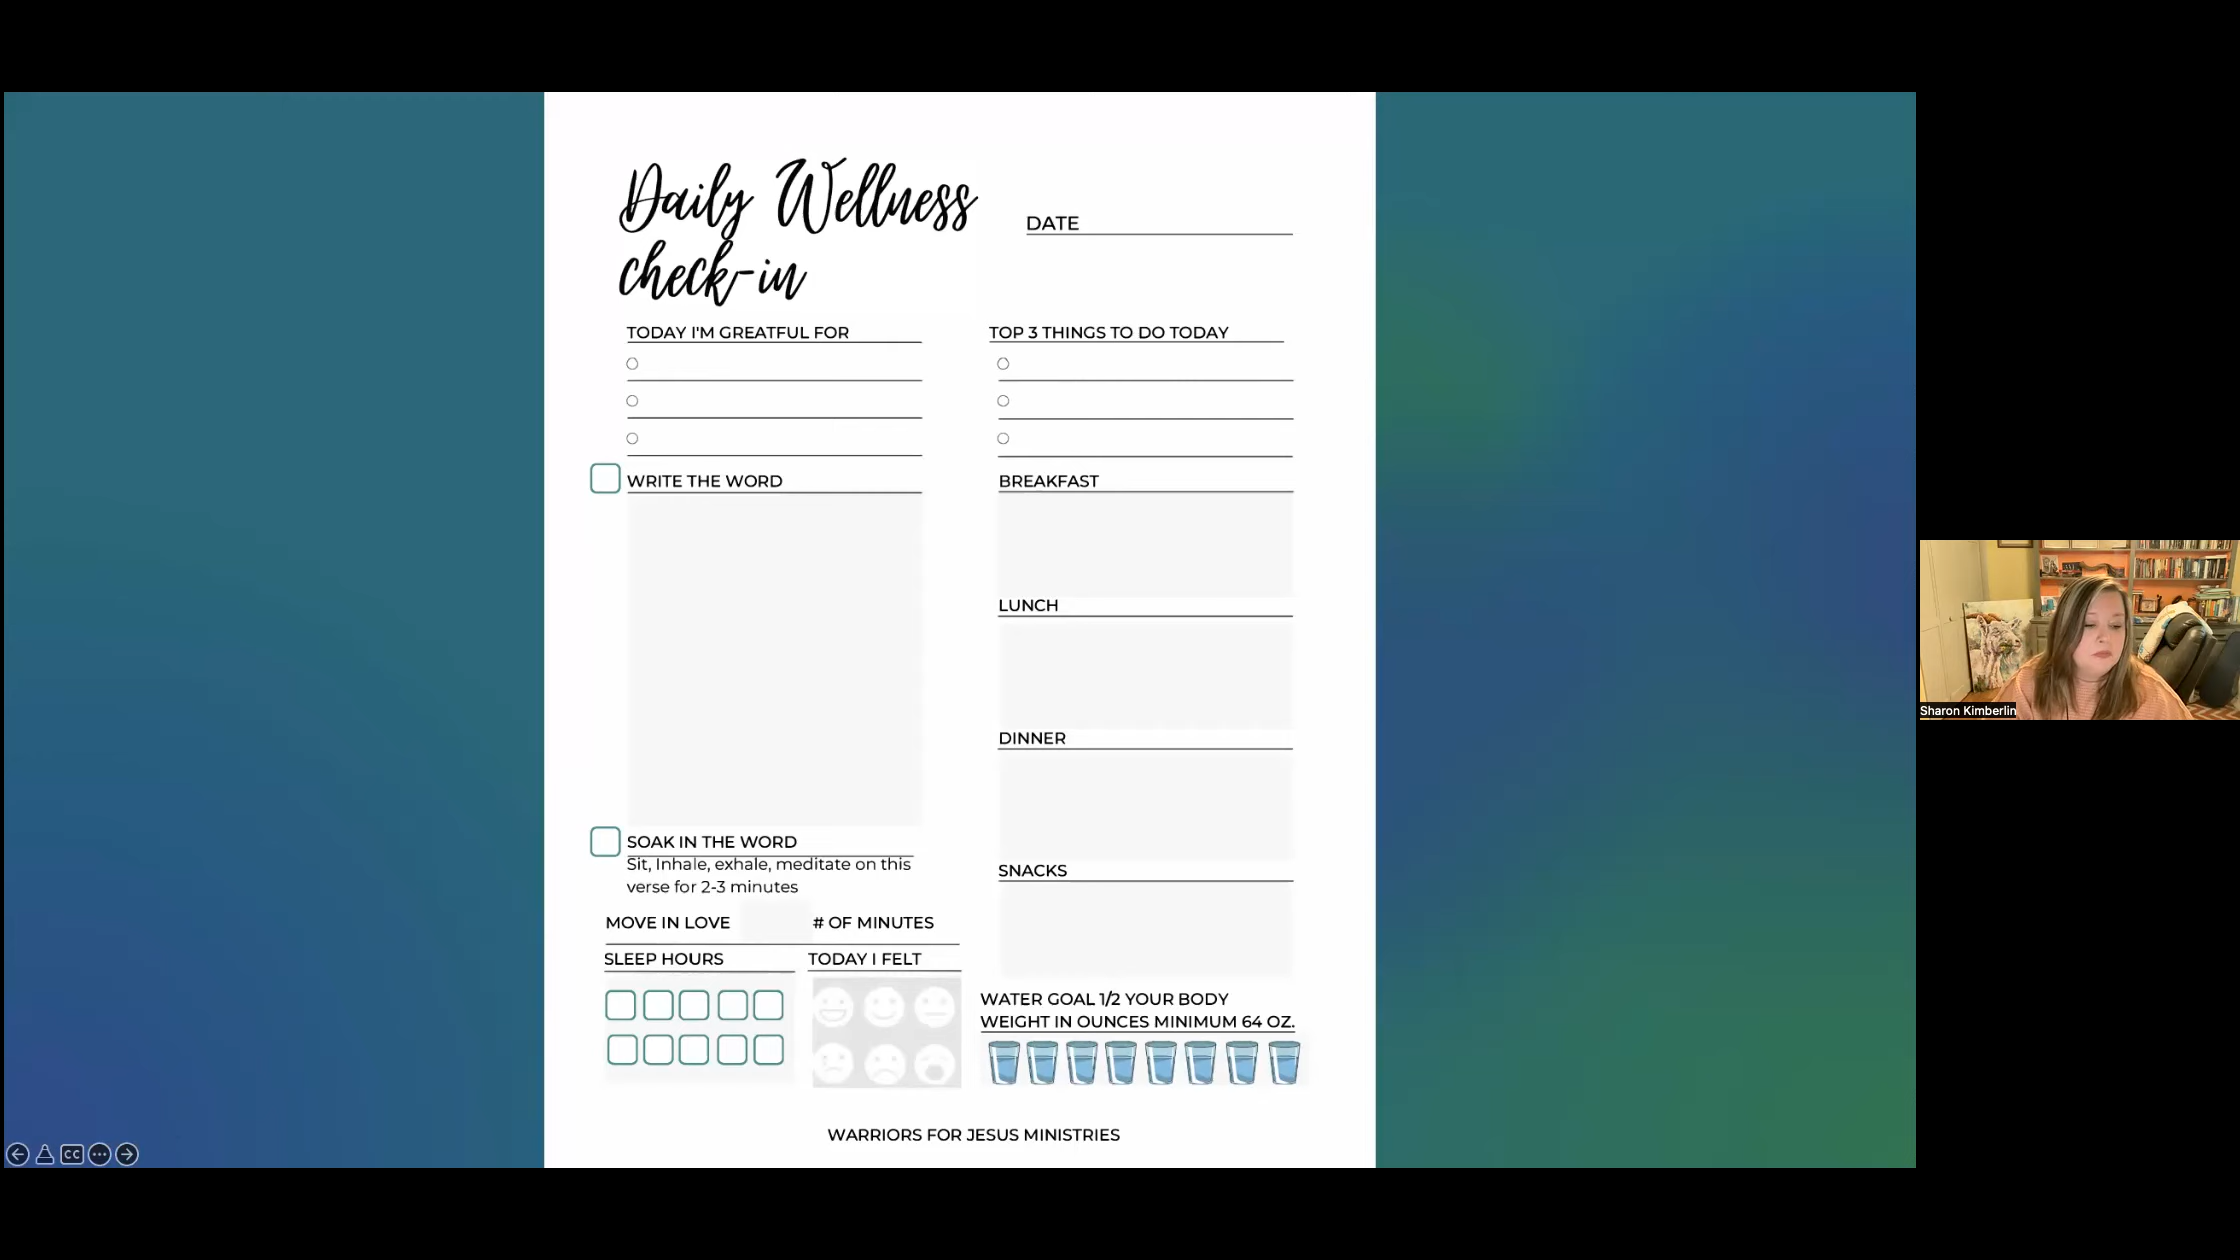 Daily Wellness
check-in
DATE
TODAY I'M GREATFUL FOR
TOP 3 THINGS TO DO TODAY
WRITE THE WORD
BREAKFAST
LUNCH
DINNER
SOAK IN THE WORD
Sit, Inhale, exhale, meditate on this
verse for 2-3 minutes
SNACKS
MOVE IN LOVE
# OF MINUTES
SLEEP HOURS
TODAY I FELT
WATER GOAL 1/2 YOUR BODY
WEIGHT IN OUNCES MINIMUM 64 OZ.
WARRIORS FOR JESUS MINISTRIES
CC
Sharon Kimberlin